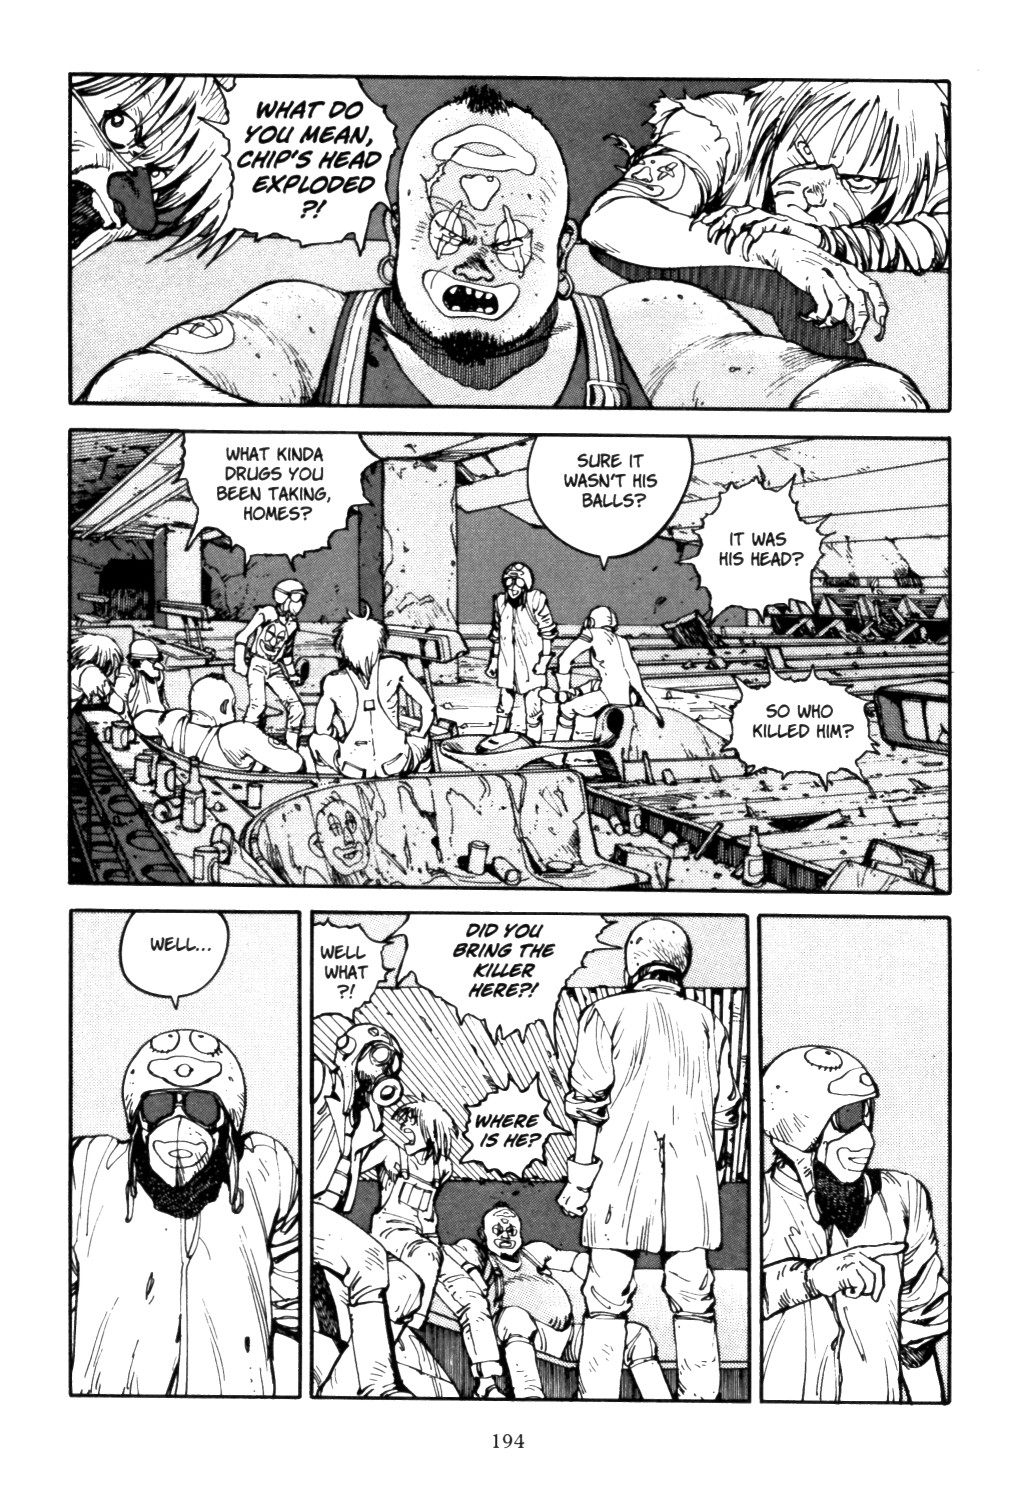 WHAT DO
YOU MEAN,
CHIP'S HEAD
EXPLODED
?!
WHAT KINDA
DRUGS YOU
BEEN TAKING,
HOMES?
SURE IT
WASN'T HIS
BALLS?
IT WAS
HIS HEAD?
SO WHO
KILLED HIM?
WELL...
WELL
WHAT
?!
DID YOU
BRING THE
KILLER
HERE?!
WHERE
IS HE?
194